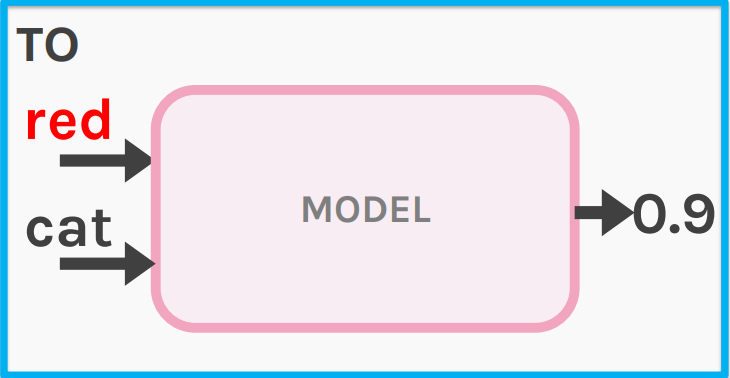 TO
red
cat
MODEL
0.9